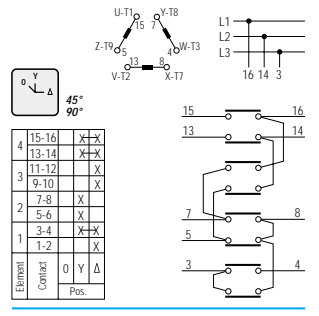 U-T1 Y-T8
15 7
Z-T9 5 4 W-T3
13 8
V-T2 X-T7
L1
L2
L3
16 14 3
0 Y Δ
45°
90°
4 15-16 X X
13-14 X X
3 11-12 X
9-10 X
2 7-8 X
5-6 X
1 3-4 X X
1-2 X
Element Contact 0 Y Δ
Pos.
15 16
13 14
7 8
5
3 4